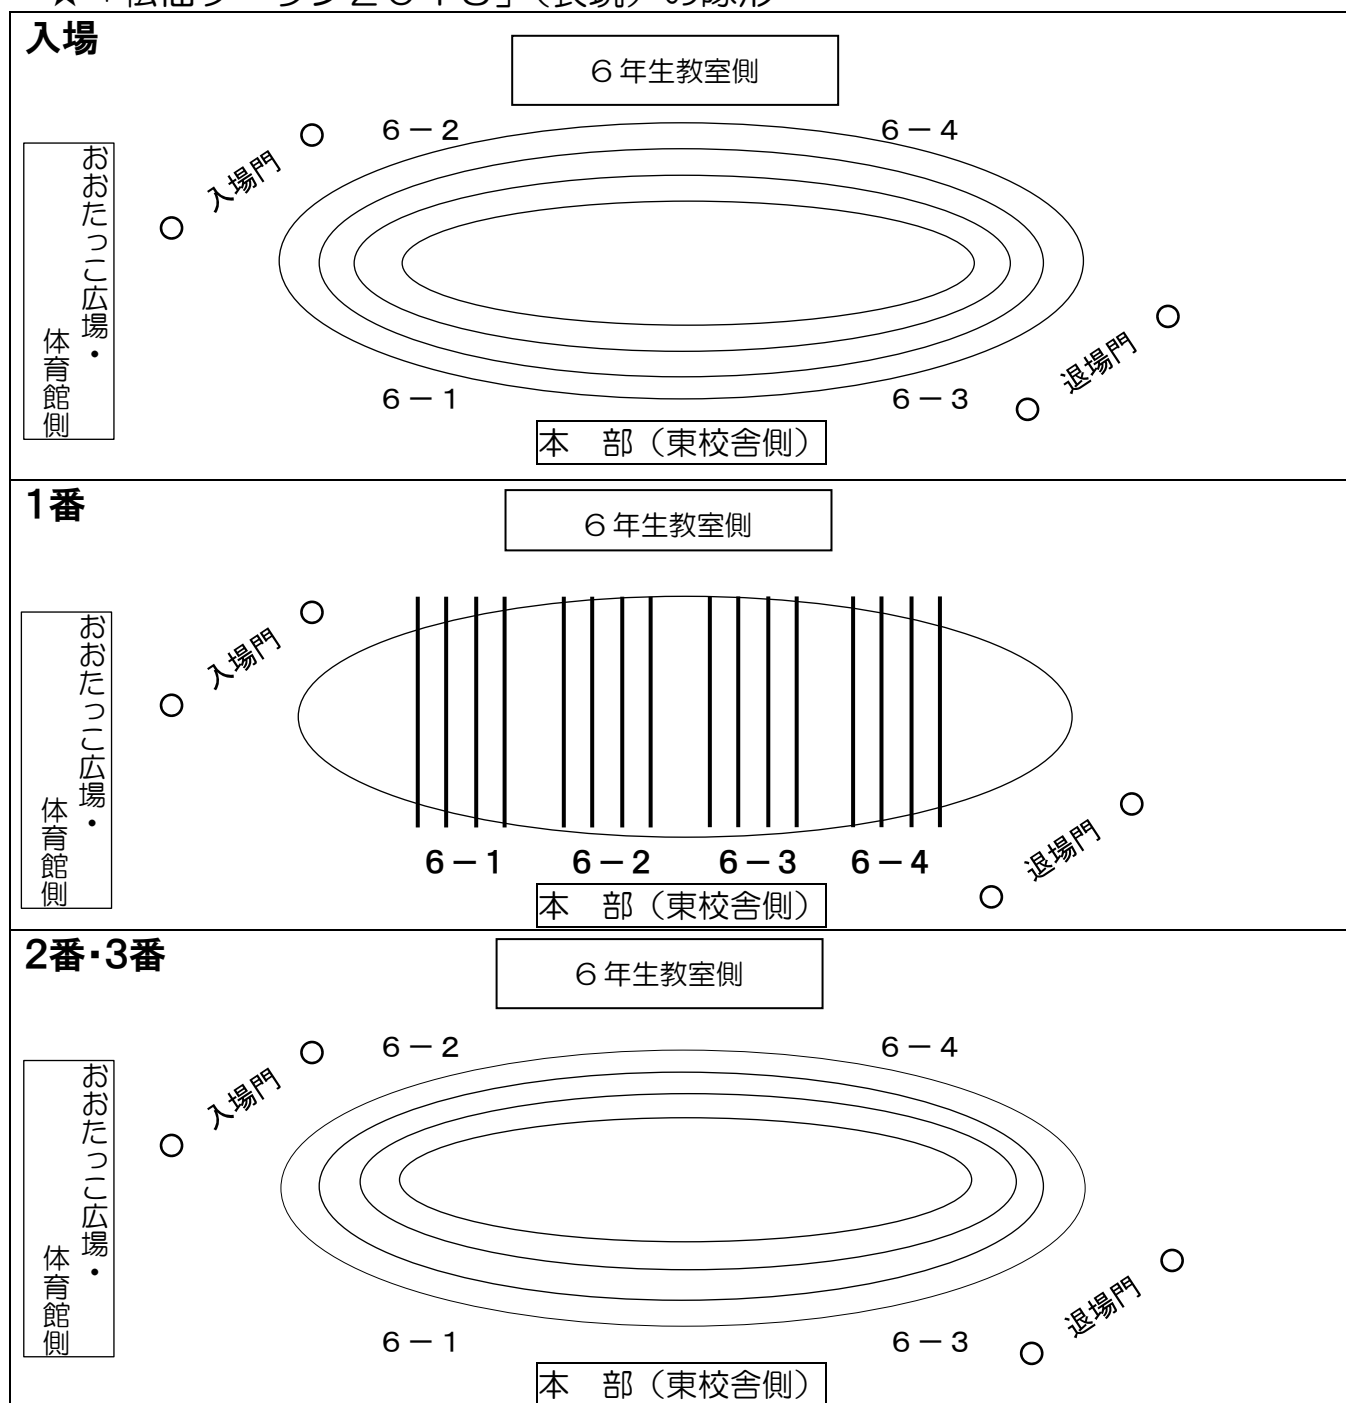 の隊形
入場
６年生教室側
６－２
６－４
入場門
おおたっこ広場・
体育館側
退場門
６－１
６－３
本　部（東校舎側）
1番
６年生教室側
入場門
おおたっこ広場・
体育館側
退場門
６－１
６－２
６－３
６－４
本　部（東校舎側）
2番・3番
６年生教室側
６－２
６－４
入場門
おおたっこ広場・
体育館側
退場門
６－１
６－３
本　部（東校舎側）